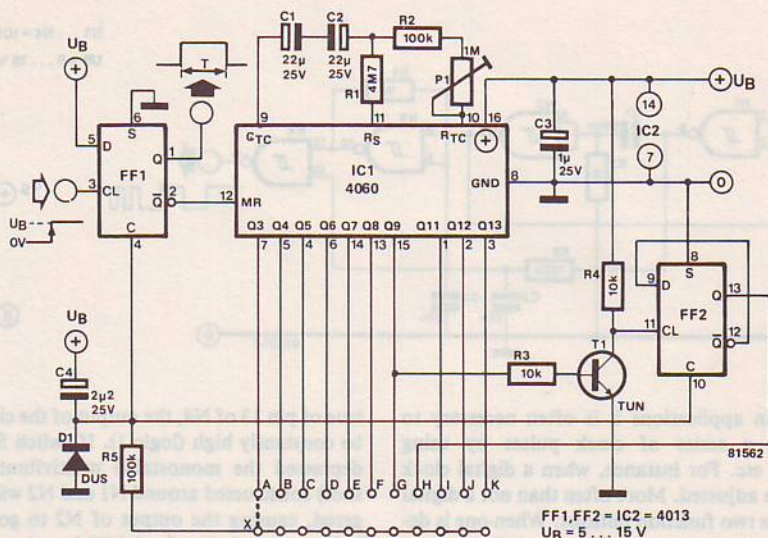 C1
C2
R2
UB
22µ
25V
22µ
25V
100k
1M
P1
T
R1
4M7
UB
6
9
11
10
16
14
S
5
D
Q
1
GTC
RS
RTC
+
C3
1µ
25V
IC2
FF1
IC1
4060
7
3
CL
Q
2
12
MR
GND
8
0
UB
0V
C
4
Q3
Q4
Q5
Q6
Q7
Q8
Q9
Q11
Q12
Q13
7
5
4
6
14
13
15
1
2
3
R4
10k
8
S
9
D
Q
13
FF2
UB
11
CL
Q
12
C
10
T1
R3
10k
TUN
C4
2µ2
25V
D1
DUS
R5
100k
81562
A
B
C
D
E
F
G
H
I
J
K
X
FF1,FF2 = IC2 = 4013
UB = 5 . . . 15 V